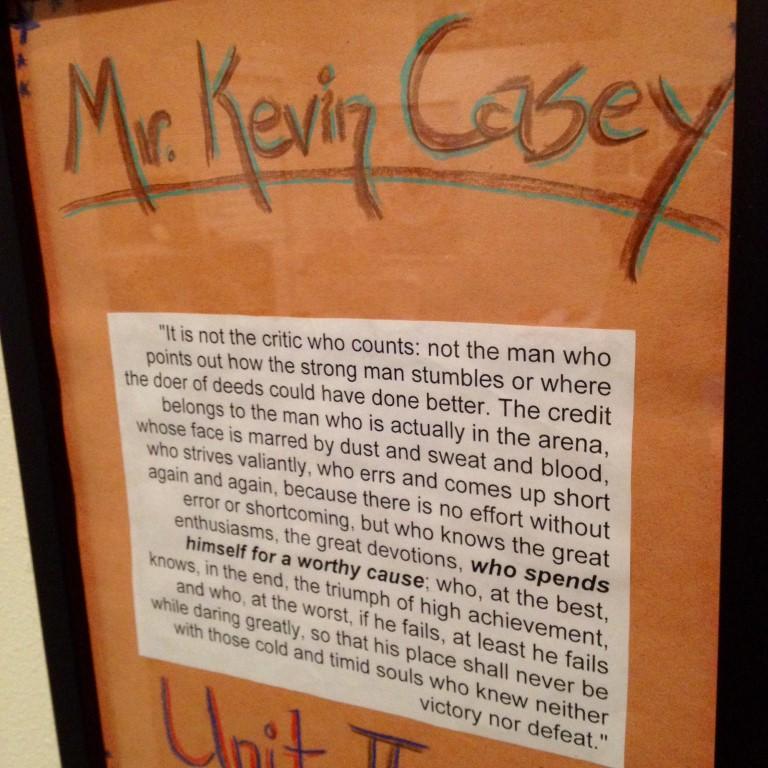 Mr. Kevin Casey
"It is not the critic who counts: not the man who
points out how the strong man stumbles or where
the doer of deeds could have done better. The credit
belongs to the man who is actually in the arena,
whose face is marred by dust and sweat and blood,
who strives valiantly, who errs and comes up short
again and again, because there is no effort without
error or shortcoming, but who knows the great
enthusiasms, the great devotions, who spends
himself for a worthy cause; who, at the best,
knows, in the end, the triumph of high achievement,
and who, at the worst, if he fails, at least he fails
while daring greatly, so that his place shall never be
with those cold and timid souls who knew neither
victory nor defeat."
Unit II